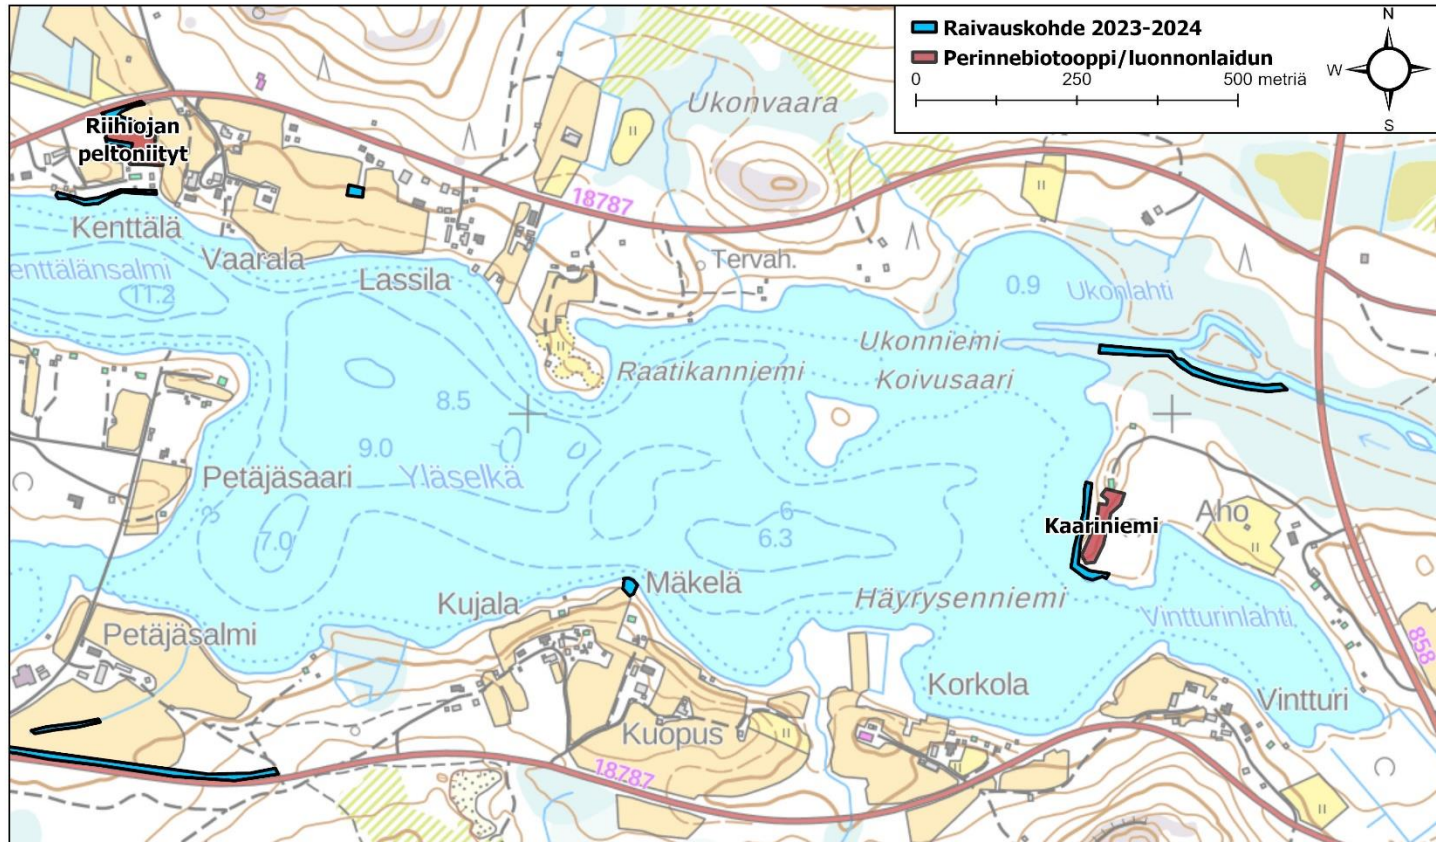 Raivauskohde 2023-2024
Perinnebiotooppi/luonnonlaidun
0 250 500 metriä
N
W E
S
Ukonvaara
Riihiojan
peltoniityt
18787
Kenttälä
Vaarala
Lassila
Tervah.
enttälänsalmi
11.2
0.9
Ukonlahti
Ukonniemi
Koivusaari
Raatikanniemi
8.5
9.0
Yläselkä
Petäjäsaari
3
7.0
6
6.3
Kaariniemi
Aho
Mäkelä
Kujala
Häyrysenniemi
Vintturinlahti
Petäjäsalmi
858
Korkola
Vintturi
Kuopus
18787